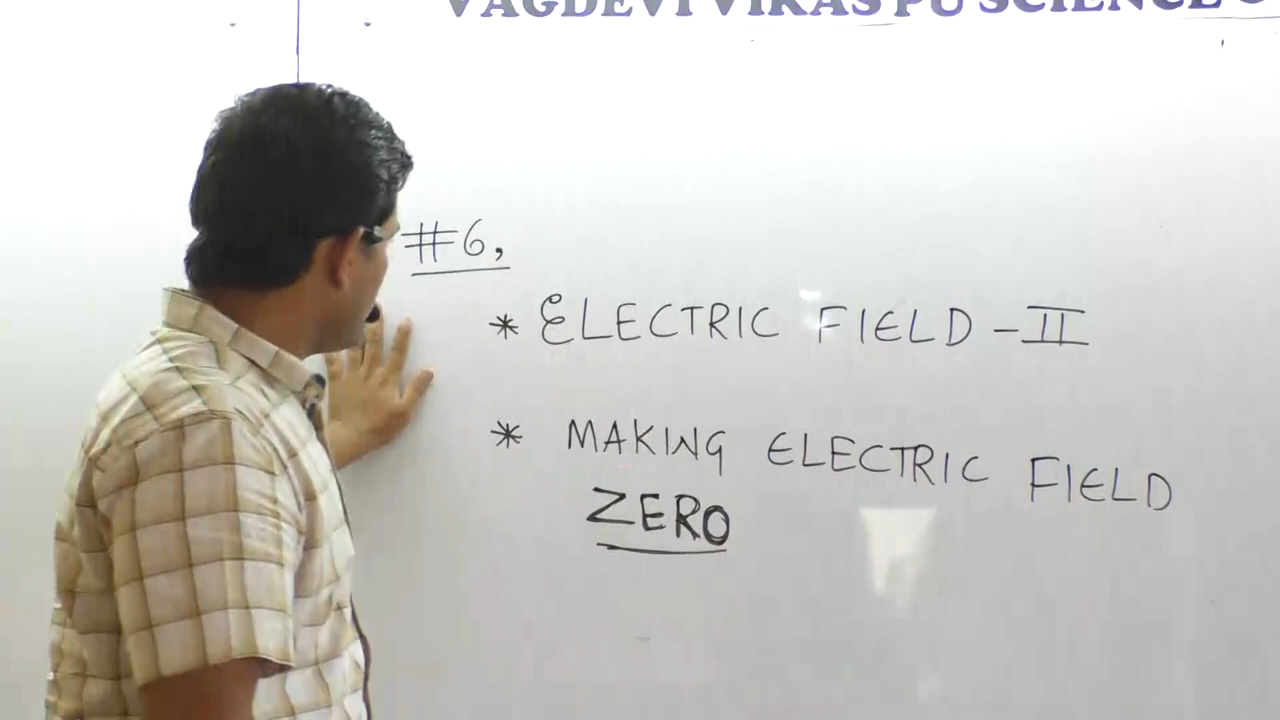 VAGDEVI VIKAS PU SCIENCE
#6,
* ELECTRIC FIELD - II
* MAKING ELECTRIC FIELD
ZERO